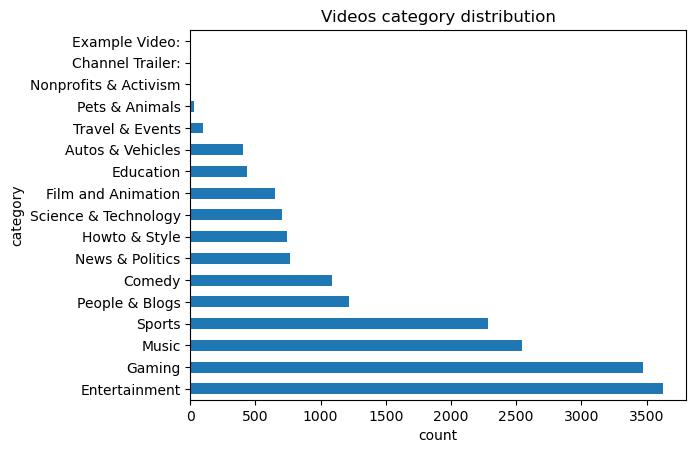 Videos category distribution
Example Video:
Channel Trailer:
Nonprofits & Activism
Pets & Animals
Travel & Events
Autos & Vehicles
Education
Film and Animation
Science & Technology
Howto & Style
News & Politics
Comedy
People & Blogs
Sports
Music
Gaming
Entertainment
category
0 500 1000 1500 2000 2500 3000 3500
count